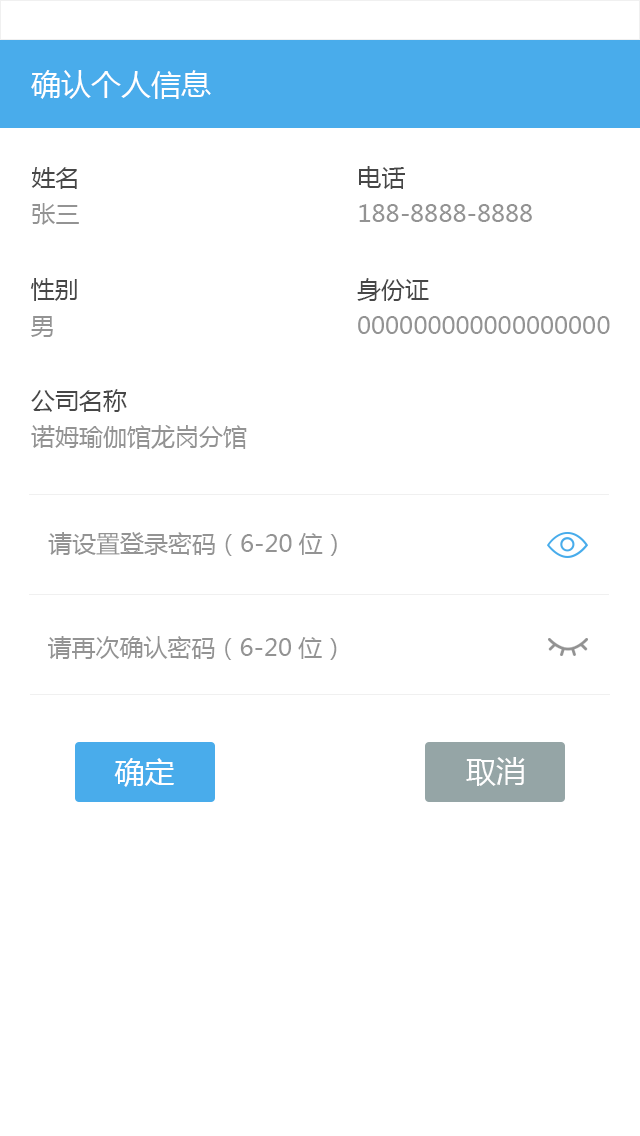 确认个人信息
姓名
张三
电话
188-8888-8888
性别
男
身份证
000000000000000000
公司名称
诺姆瑜伽馆龙岗分馆
请设置登录密码（6-20 位）
请再次确认密码（6-20 位）
确定
取消